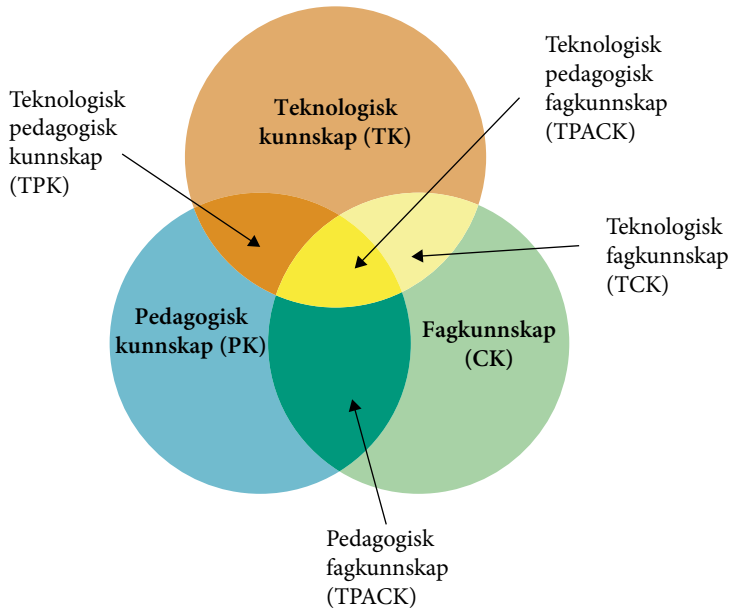 Teknologisk
pedagogisk
fagkunnskap
(TPACK)
Teknologisk
pedagogisk
kunnskap
(TPK)
Teknologisk
kunnskap (TK)
Teknologisk
fagkunnskap
(TCK)
Pedagogisk
kunnskap (PK)
Fagkunnskap
(CK)
Pedagogisk
fagkunnskap
(TPACK)